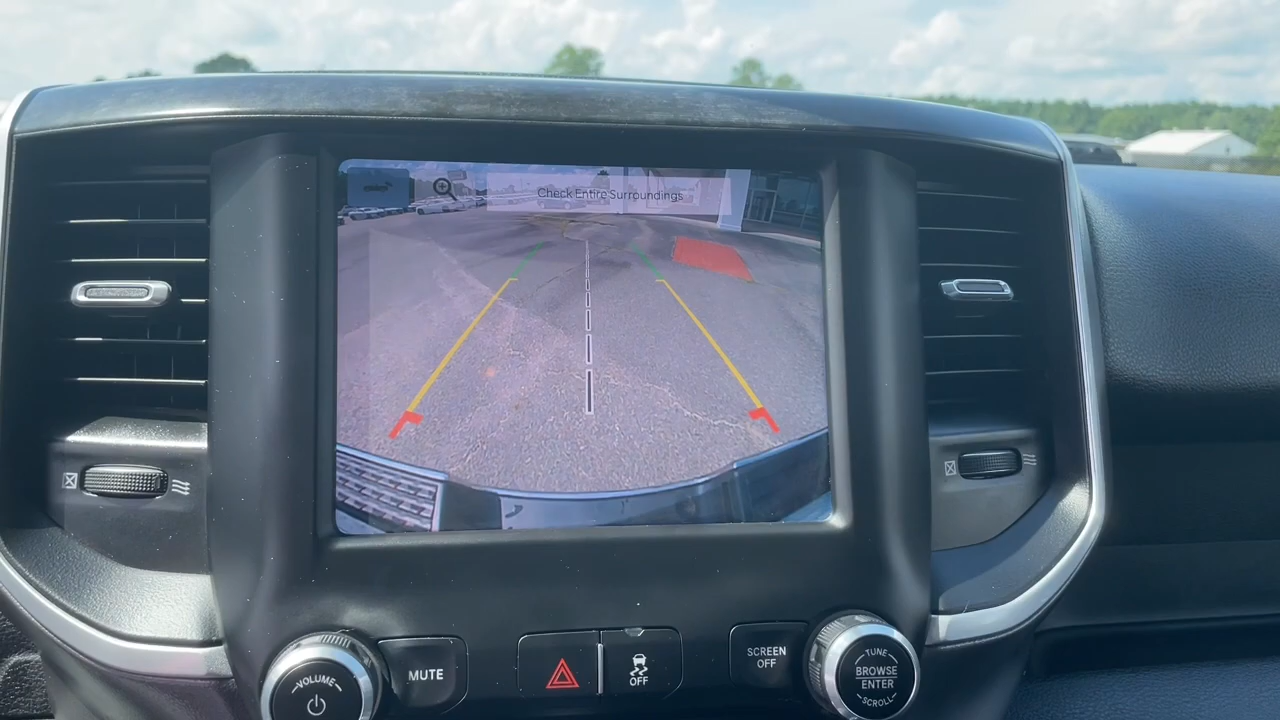 Check Entire Surroundings
MUTE
OFF
SCREEN
OFF
VOLUME
TUNE
BROWSE
ENTER
SCROLL